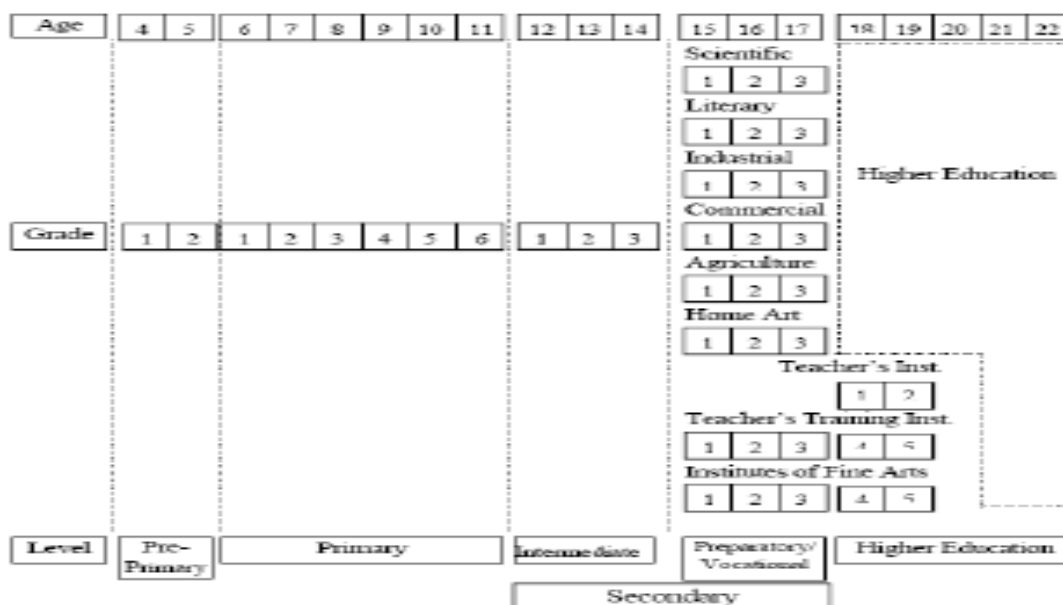 Age 4 5 6 7 8 9 10 11 12 13 14 15 16 17 18 19 20 21 22
Scientific
1 2 3
Literary
1 2 3
Industrial
1 2 3
Higher Education
Commercial
Grade 1 2 1 2 3 4 5 6 1 2 3 1 2 3
Agriculture
1 2 3
Home Art
1 2 3
Teacher's Inst.
1 2
Teacher's Training Inst.
1 2 3 4 5
Institutes of Fine Arts
1 2 3 4 5
Level Pre-Primary Primary Intermediate Preparatory/Vocational Higher Education
Secondary